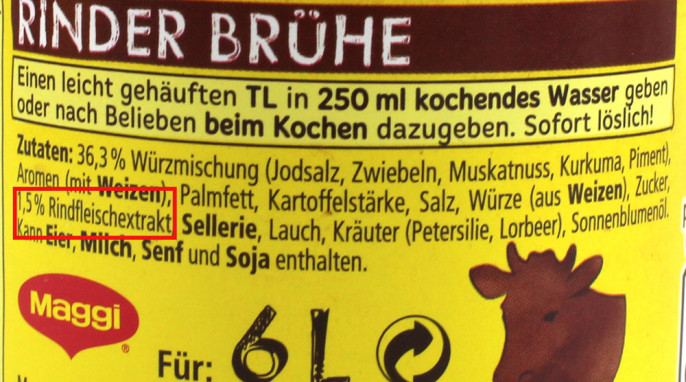 RINDER BRÜHE
Einen leicht gehäuften TL in 250 ml kochendes Wasser geben
oder nach Belieben beim Kochen dazugeben. Sofort löslich!
Zutaten: 36,3% Würzmischung (Jodsalz, Zwiebeln, Muskatnuss, Kurkuma, Piment),
Aromen (mit Weizen), Palmfett, Kartoffelstärke, Salz, Würze (aus Weizen), Zucker,
1,5% Rindfleischextrakt, Sellerie, Lauch, Kräuter (Petersilie, Lorbeer), Sonnenblumenöl.
Kann Eier, Milch, Senf und Soja enthalten.
Maggi
®
Für: 6L